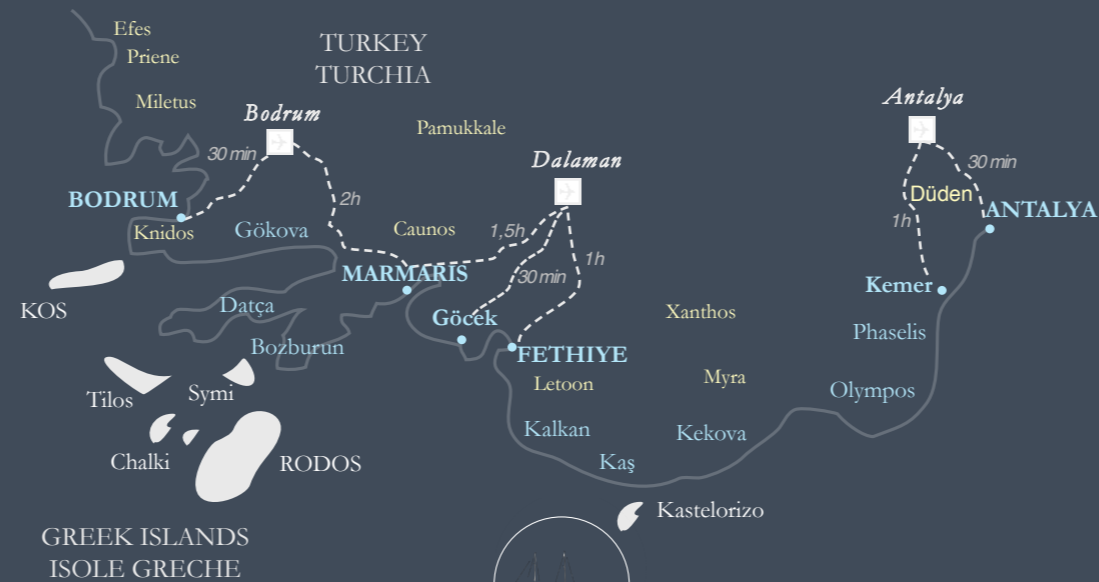 Efes
Priene
TURKEY
TURCHIA
Miletus
Bodrum
Pamukkale
Antalya
30 min
Dalaman
30 min
BODRUM
2h
Düden
ANTALYA
Knidos
Gökova
Caunos
1,5h
1h
1h
MARMARIS
30 min
Kemer
KOS
Datça
Göcek
Xanthos
Phaselis
Bozburun
FETHIYE
Letoon
Myra
Olympos
Tilos
Symi
Kalkan
Kekova
Chalki
RODOS
Kaş
Kastelorizo
GREEK ISLANDS
ISOLE GRECHE